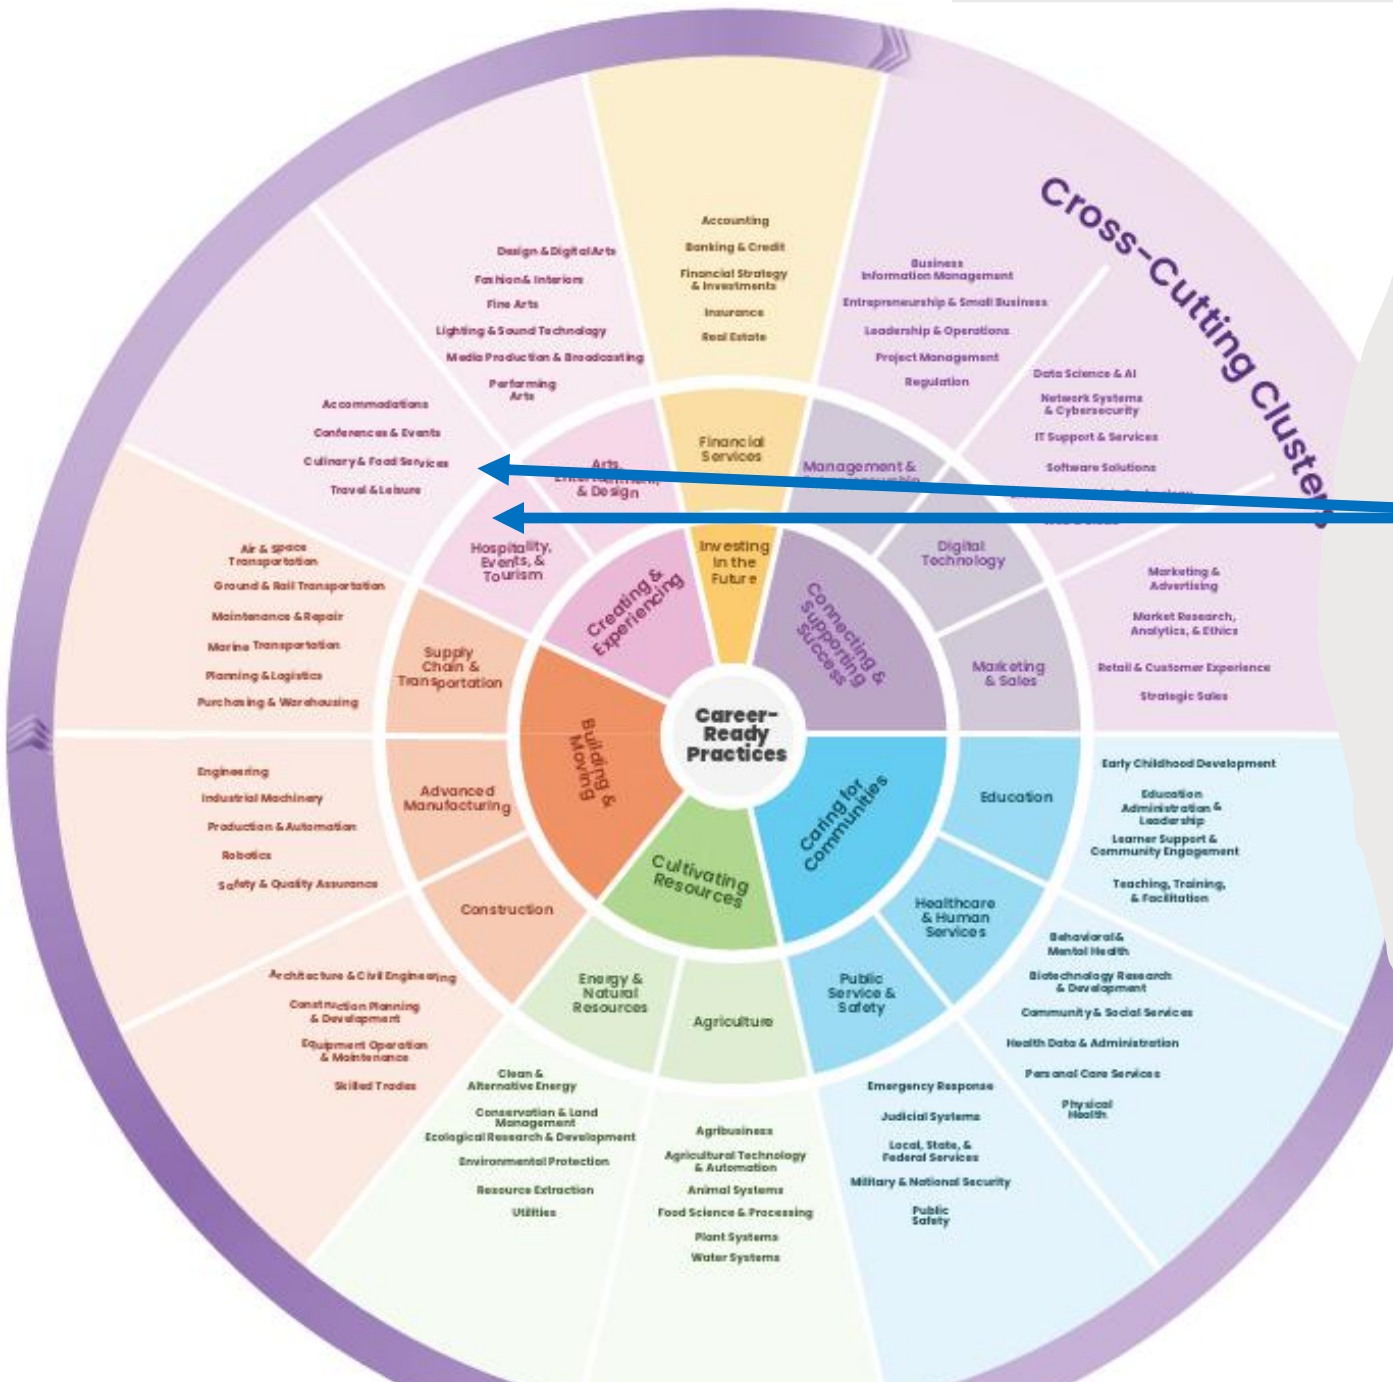 Cross-Cutting Clusters
Accounting
Banking & Credit
Financial Strategy
& Investments
Insurance
Real Estate
Business
Information Management
Entrepreneurship & Small Business
Leadership & Operations
Project Management
Regulation
Data Science & AI
Network Systems
& Cybersecurity
IT Support & Services
Software Solutions
Marketing &
Advertising
Market Research,
Analytics, & Ethics
Retail & Customer Experience
Strategic Sales
Early Childhood Development
Education
Administration &
Leadership
Learner Support &
Community Engagement
Teaching, Training,
& Facilitation
Behavioral &
Mental Health
Biotechnology Research
& Development
Community & Social Services
Health Data & Administration
Personal Care Services
Physical
Health
Emergency Response
Judicial Systems
Local, State, &
Federal Services
Military & National Security
Public
Safety
Agribusiness
Agricultural Technology
& Automation
Animal Systems
Food Science & Processing
Plant Systems
Water Systems
Clean &
Alternative Energy
Conservation & Land
Management
Ecological Research & Development
Environmental Protection
Resource Extraction
Utilities
Architecture & Civil Engineering
Construction Planning
& Development
Equipment Operation
& Maintenance
Skilled Trades
Engineering
Industrial Machinery
Production & Automation
Robotics
Safety & Quality Assurance
Air & Space
Transportation
Ground & Rail Transportation
Maintenance & Repair
Marine Transportation
Planning & Logistics
Purchasing & Warehousing
Accommodations
Conferences & Events
Culinary & Food Services
Travel & Leisure
Design & Digital Arts
Fashion & Interiors
Fine Arts
Lighting & Sound Technology
Media Production & Broadcasting
Performing
Arts
Financial
Services
Management &
Digital
Technology
Marketing
& Sales
Education
Healthcare
& Human
Services
Public
Service &
Safety
Agriculture
Energy &
Natural
Resources
Construction
Advanced
Manufacturing
Supply
Chain &
Transportation
Hospitality,
Events, &
Tourism
Arts,
& Design
Investing
In the
Future
Connecting &
Supporting
Success
Caring for
Communities
Cultivating
Resources
Building &
Moving
Creating &
Experiencing
Career-
Ready
Practices